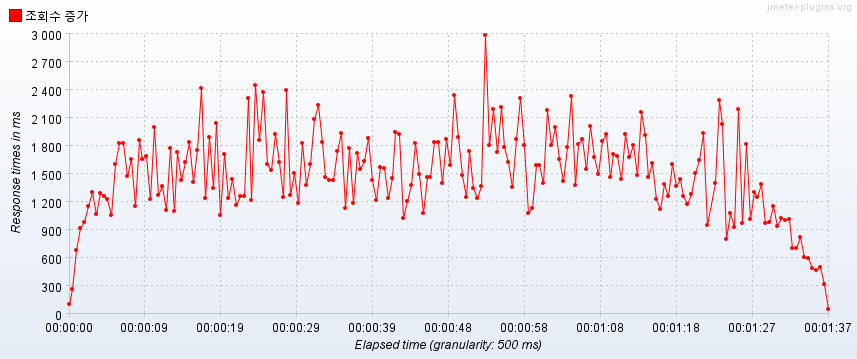 jmeter-plugins.org
조회수 증가
3 000
2 700
2 400
2 100
1 800
1 500
1 200
900
600
300
0
Response times in ms
00:00:00 00:00:09 00:00:19 00:00:29 00:00:39 00:00:48 00:00:58 00:01:08 00:01:18 00:01:27 00:01:37
Elapsed time (granularity: 500 ms)